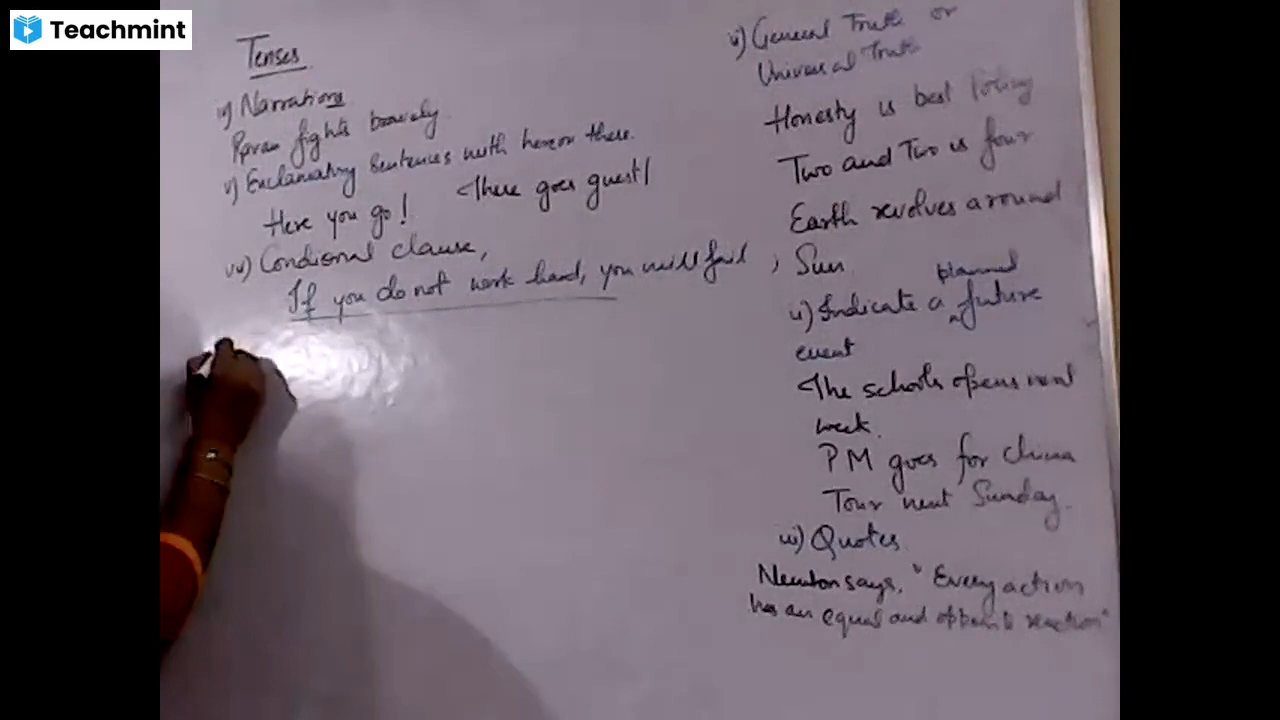 Teachmint
Tenses
iv) Narrations
Ravan fights bravely
v) Exclamatory sentences with here or there.
Here you go! There goes guest!
vi) Condional clause,
If you do not work hard, you will fail
ii) General Truth or
Universal Truth
Honesty is best Policy
Two and Two is four
Earth revolves around
Sun
planned
ii) Indicate a future
event
The schools opens next
week.
PM goes for China
Tour next Sunday.
iii) Quotes
Newton says, "Every action
has an equal and opposite reaction"